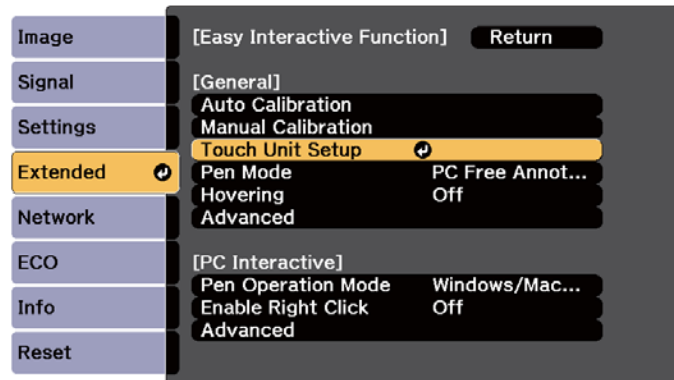 Image
Signal
Settings
Extended
Network
ECO
Info
Reset
[Easy Interactive Function] Return
[General]
Auto Calibration
Manual Calibration
Touch Unit Setup
Pen Mode PC Free Annot...
Hovering Off
Advanced
[PC Interactive]
Pen Operation Mode Windows/Mac...
Enable Right Click Off
Advanced